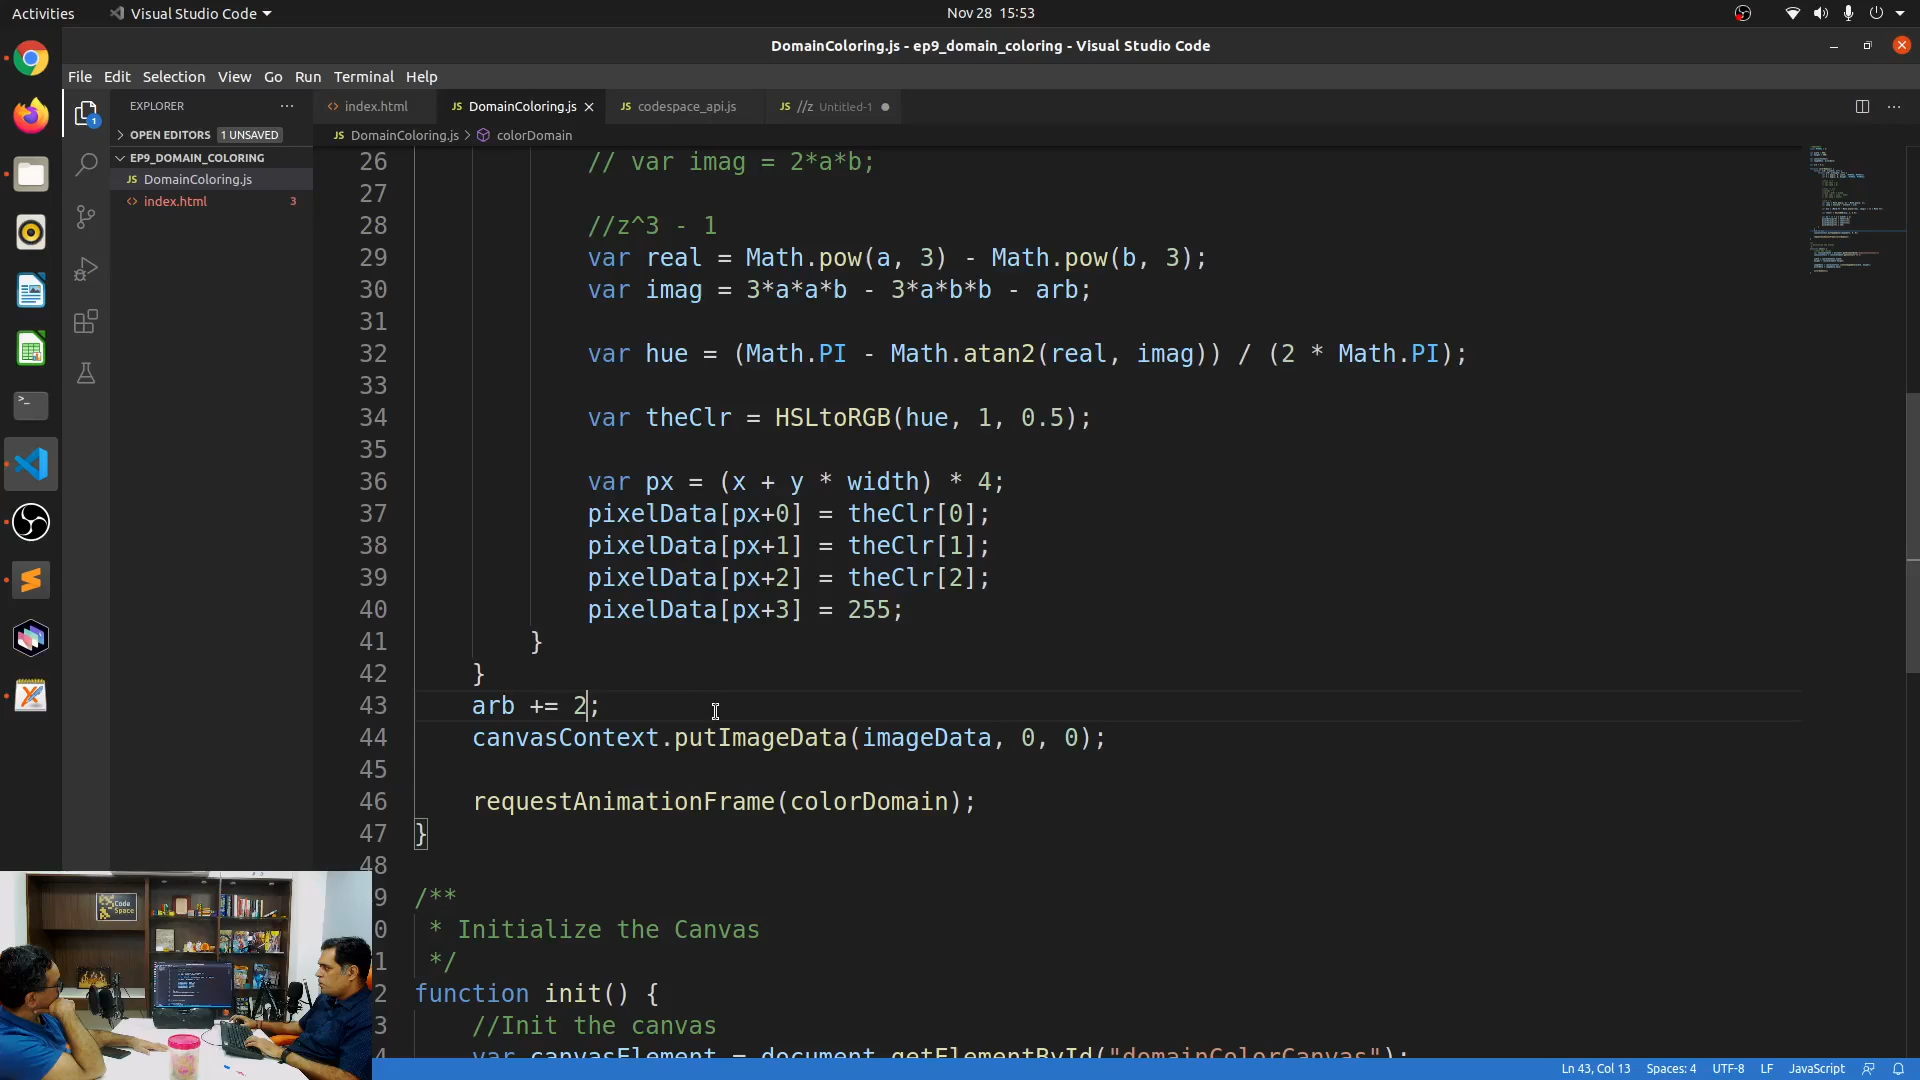 Activities
Visual Studio Code
Nov 28 15:53
DomainColoring.js - ep9_domain_coloring - Visual Studio Code
File Edit Selection View Go Run Terminal Help
EXPLORER
index.html
JS DomainColoring.js
JS codespace_api.js
JS //z Untitled-1
OPEN EDITORS 1 UNSAVED
JS DomainColoring.js > colorDomain
EP9_DOMAIN_COLORING
JS DomainColoring.js
index.html 3
1
26 // var imag = 2*a*b;
27
28 //z^3 - 1
29 var real = Math.pow(a, 3) - Math.pow(b, 3);
30 var imag = 3*a*a*b - 3*a*b*b - arb;
31
32 var hue = (Math.PI - Math.atan2(real, imag)) / (2 * Math.PI);
33
34 var theClr = HSLtoRGB(hue, 1, 0.5);
35
36 var px = (x + y * width) * 4;
37 pixelData[px+0] = theClr[0];
38 pixelData[px+1] = theClr[1];
39 pixelData[px+2] = theClr[2];
40 pixelData[px+3] = 255;
41 }
42 }
43 arb += 2;
44 canvasContext.putImageData(imageData, 0, 0);
45
46 requestAnimationFrame(colorDomain);
47 }
48
9 /**
0 * Initialize the Canvas
1 */
2 function init() {
3 //Init the canvas
4 var canvasElement = document.getElementById("domainColorCanvas");
Code Space
Ln 43, Col 13 Spaces: 4 UTF-8 LF JavaScript